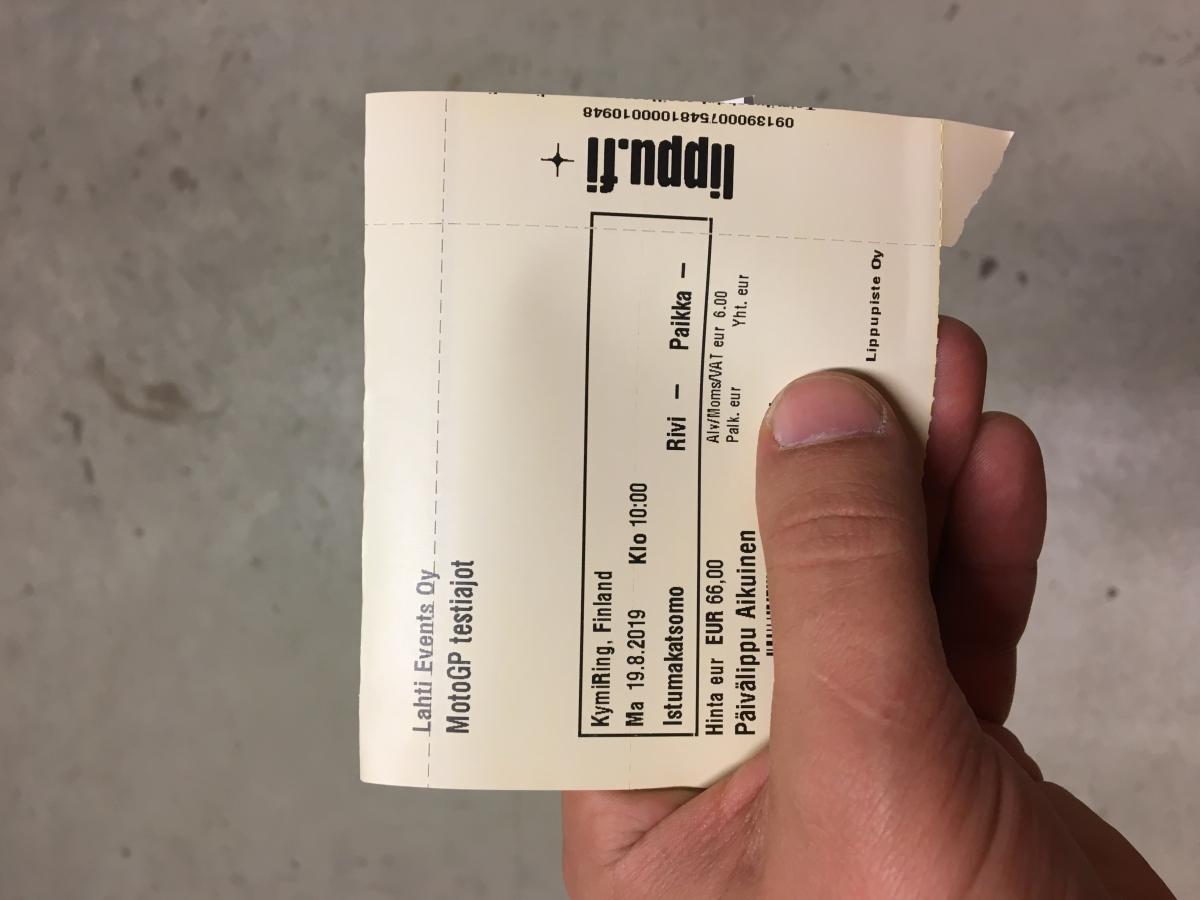 Lahti Events Oy
MotoGP testiajot
KymiRing, Finland
Ma 19.8.2019 Klo 10:00
Istumakatsomo Rivi – Paikka –
Hinta eur EUR 66,00 Alv/Moms/VAT eur 6.00
Päivälippu Aikuinen Palk. eur Yht. eur
Lippupiste Oy
lippu.fi
0913900075481000010948